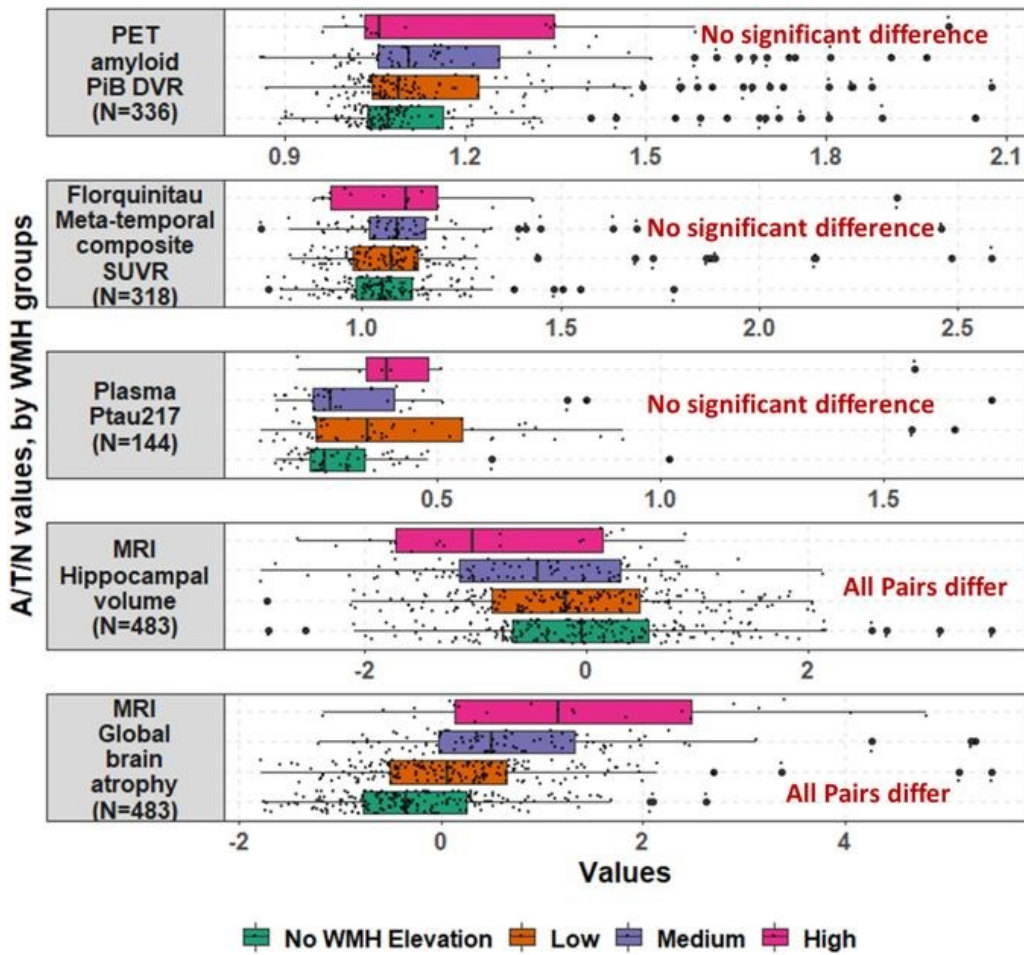 A/T/N values, by WMH groups
PET
amyloid
PiB DVR
(N=336)
No significant difference
0.9 1.2 1.5 1.8 2.1
Florquinitau
Meta-temporal
composite
SUVR
(N=318)
No significant difference
1.0 1.5 2.0 2.5
Plasma
Ptau217
(N=144)
No significant difference
0.5 1.0 1.5
MRI
Hippocampal
volume
(N=483)
All Pairs differ
-2 0 2
MRI
Global
brain
atrophy
(N=483)
All Pairs differ
-2 0 2 4
Values
No WMH Elevation Low Medium High